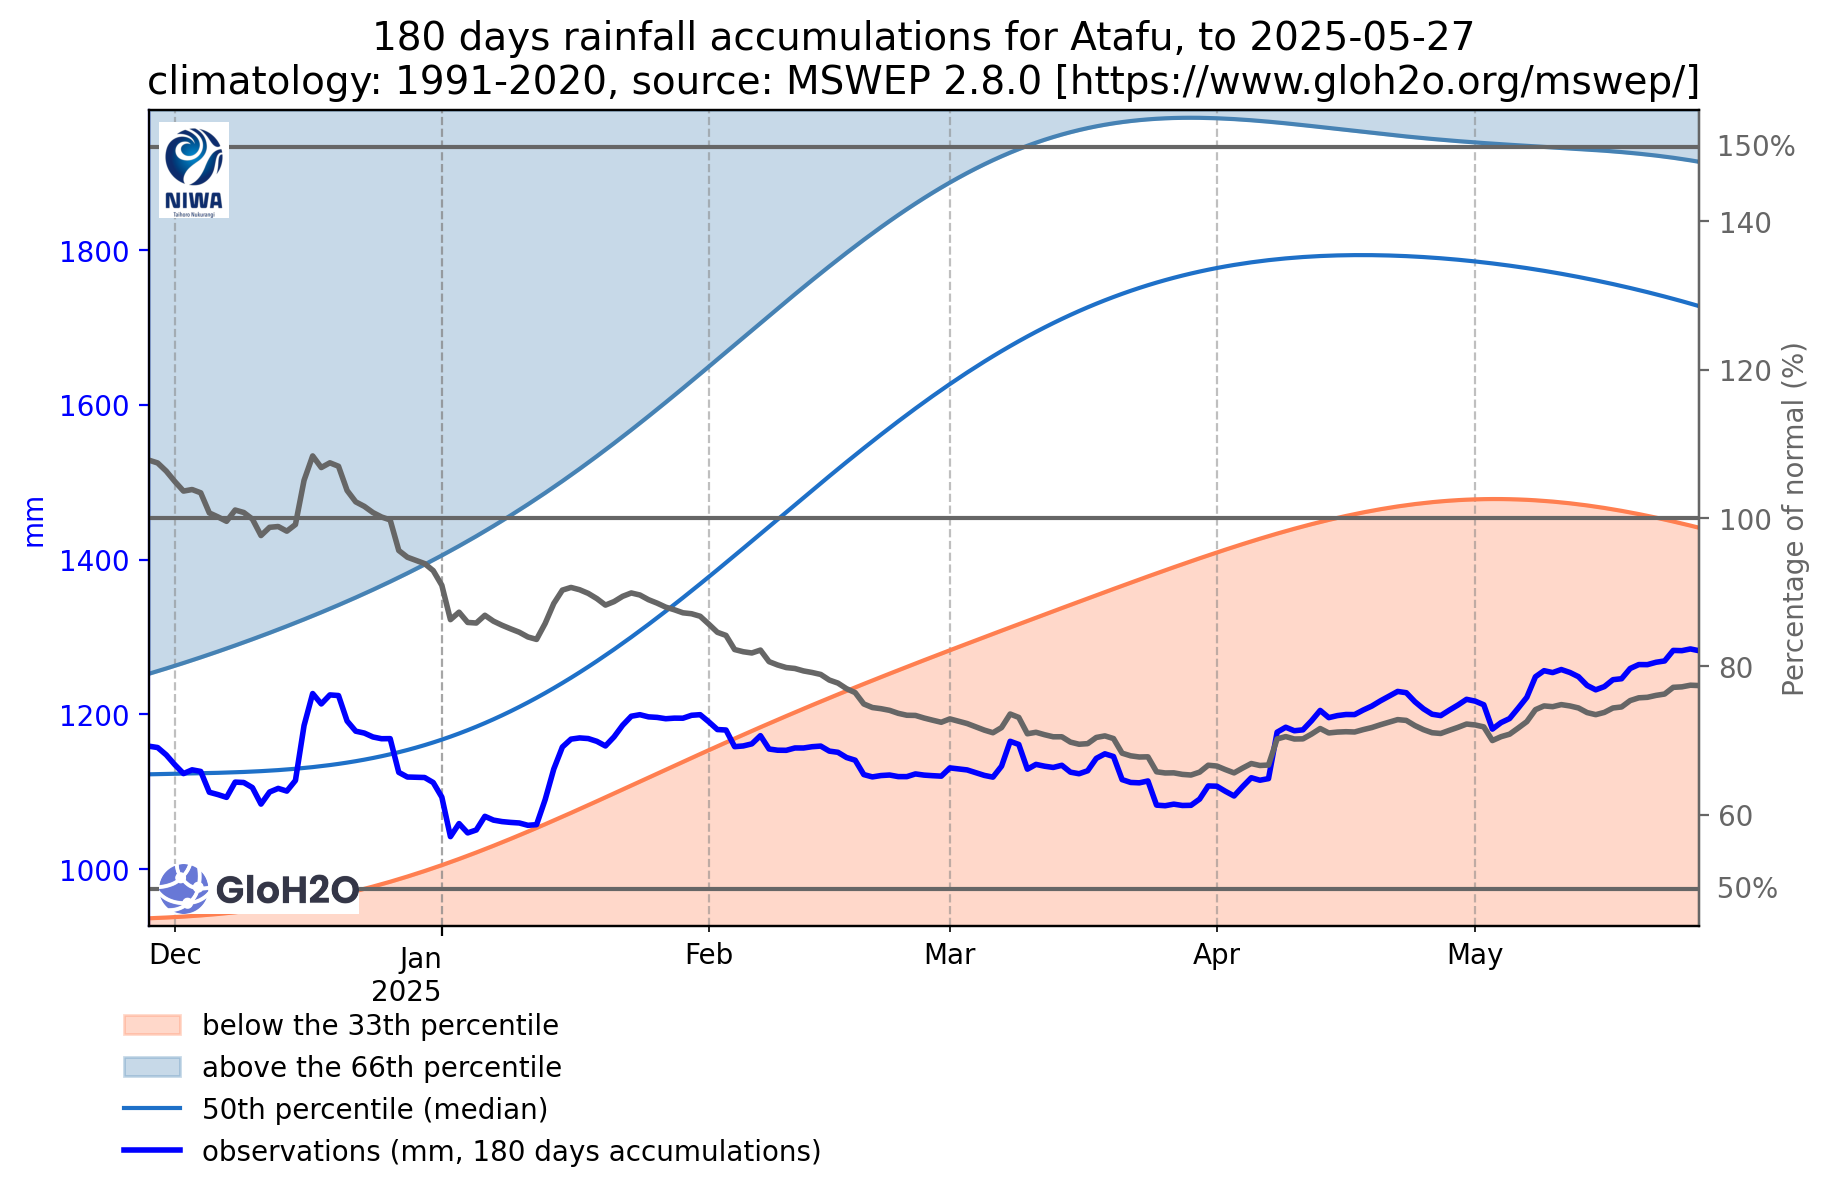 180 days rainfall accumulations for Atafu, to 2025-05-27
climatology: 1991-2020, source: MSWEP 2.8.0 [https://www.gloh2o.org/mswep/]
NIWA
Taihoro Nukurangi
mm
1800
1600
1400
1200
1000
150%
140
120
100
80
60
50%
Percentage of normal (%)
GloH2O
Dec
Jan
2025
Feb
Mar
Apr
May
below the 33th percentile
above the 66th percentile
50th percentile (median)
observations (mm, 180 days accumulations)